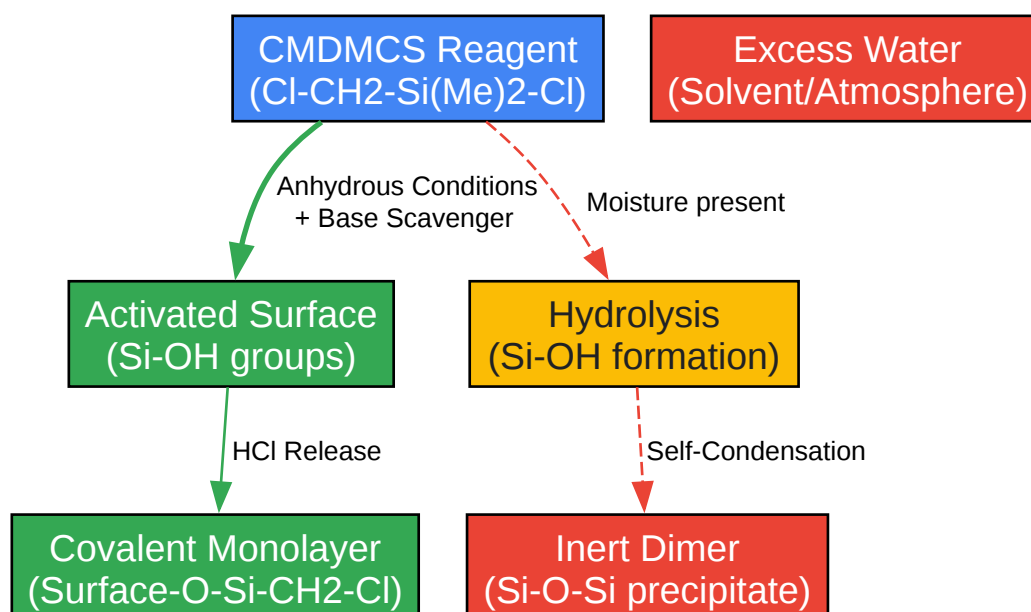 CMDMCS Reagent
(Cl-CH2-Si(Me)2-Cl)
Excess Water
(Solvent/Atmosphere)
Anhydrous Conditions
+ Base Scavenger
Moisture present
Activated Surface
(Si-OH groups)
Hydrolysis
(Si-OH formation)
HCl Release
Self-Condensation
Covalent Monolayer
(Surface-O-Si-CH2-Cl)
Inert Dimer
(Si-O-Si precipitate)